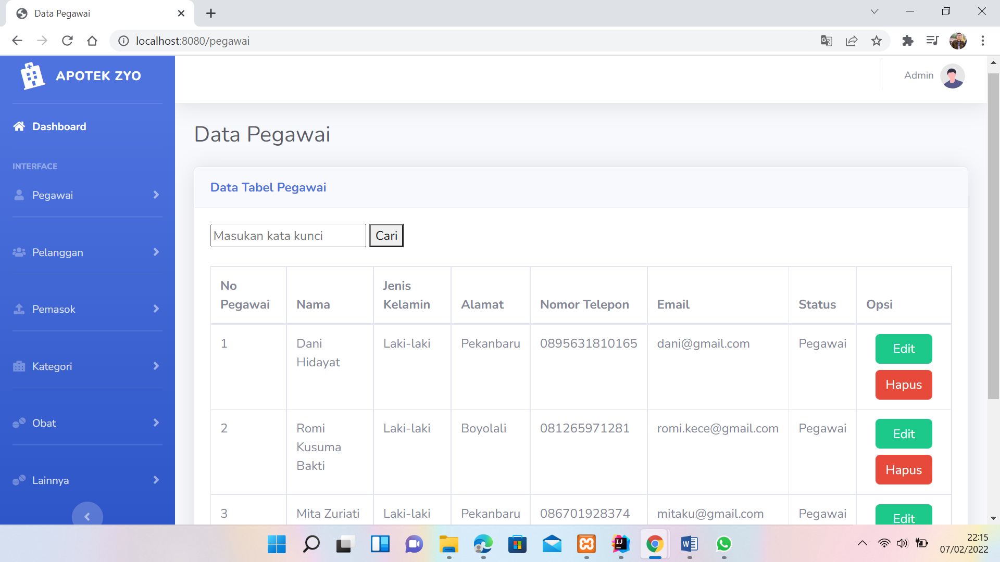 Data Pegawai
localhost:8080/pegawai
APOTEK ZYO
Admin
Dashboard
INTERFACE
Pegawai
Pelanggan
Pemasok
Kategori
Obat
Lainnya
Data Pegawai
Data Tabel Pegawai
Masukan kata kunci Cari
No Pegawai Nama Jenis Kelamin Alamat Nomor Telepon Email Status Opsi
1 Dani Hidayat Laki-laki Pekanbaru 0895631810165 dani@gmail.com Pegawai Edit
Hapus
2 Romi Kusuma Bakti Laki-laki Boyolali 081265971281 romi.kece@gmail.com Pegawai Edit
Hapus
3 Mita Zuriati Laki-laki Pekanbaru 086701928374 mitaku@gmail.com Pegawai Edit
22:15
07/02/2022